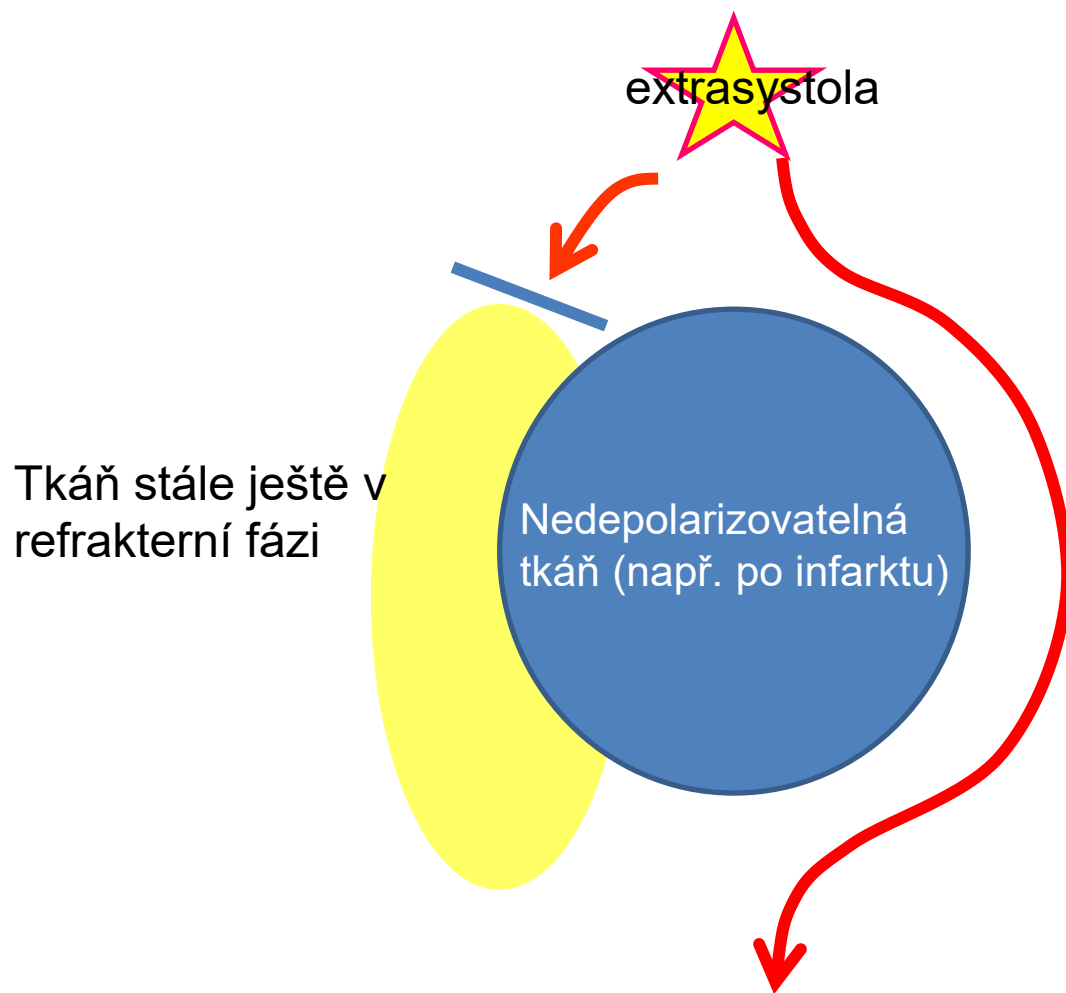 extrasystola
Tkáň stále ještě v
refrakterní fázi
Nedepolarizovatelná
tkáň (např. po infarktu)